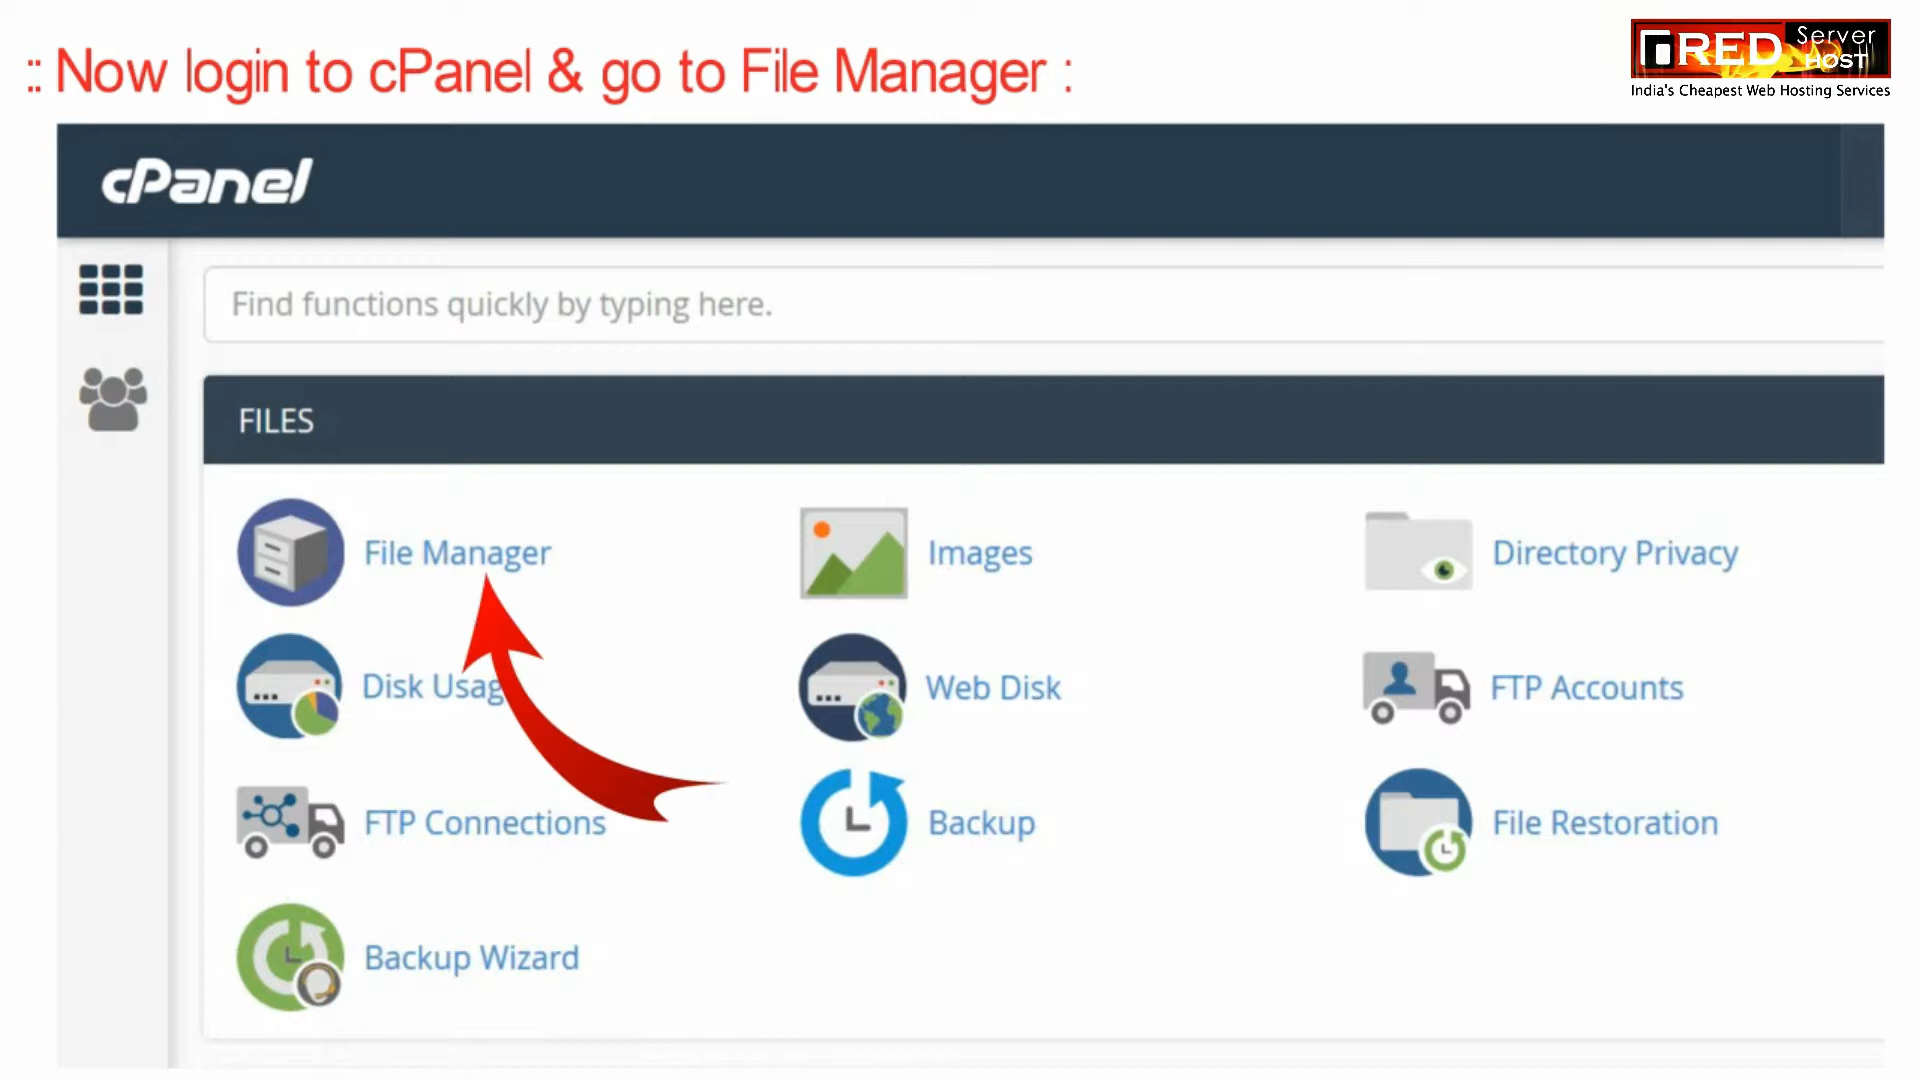 :: Now login to cPanel & go to File Manager :
RED Server HOST
India's Cheapest Web Hosting Services
cPanel
Find functions quickly by typing here.
FILES
File Manager
Images
Directory Privacy
Disk Usag
Web Disk
FTP Accounts
FTP Connections
Backup
File Restoration
Backup Wizard